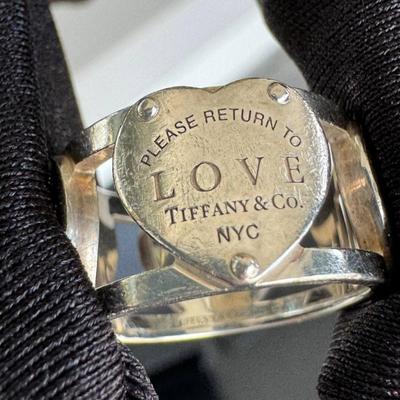 PLEASE RETURN TO
LOVE
TIFFANY & CO.
NYC